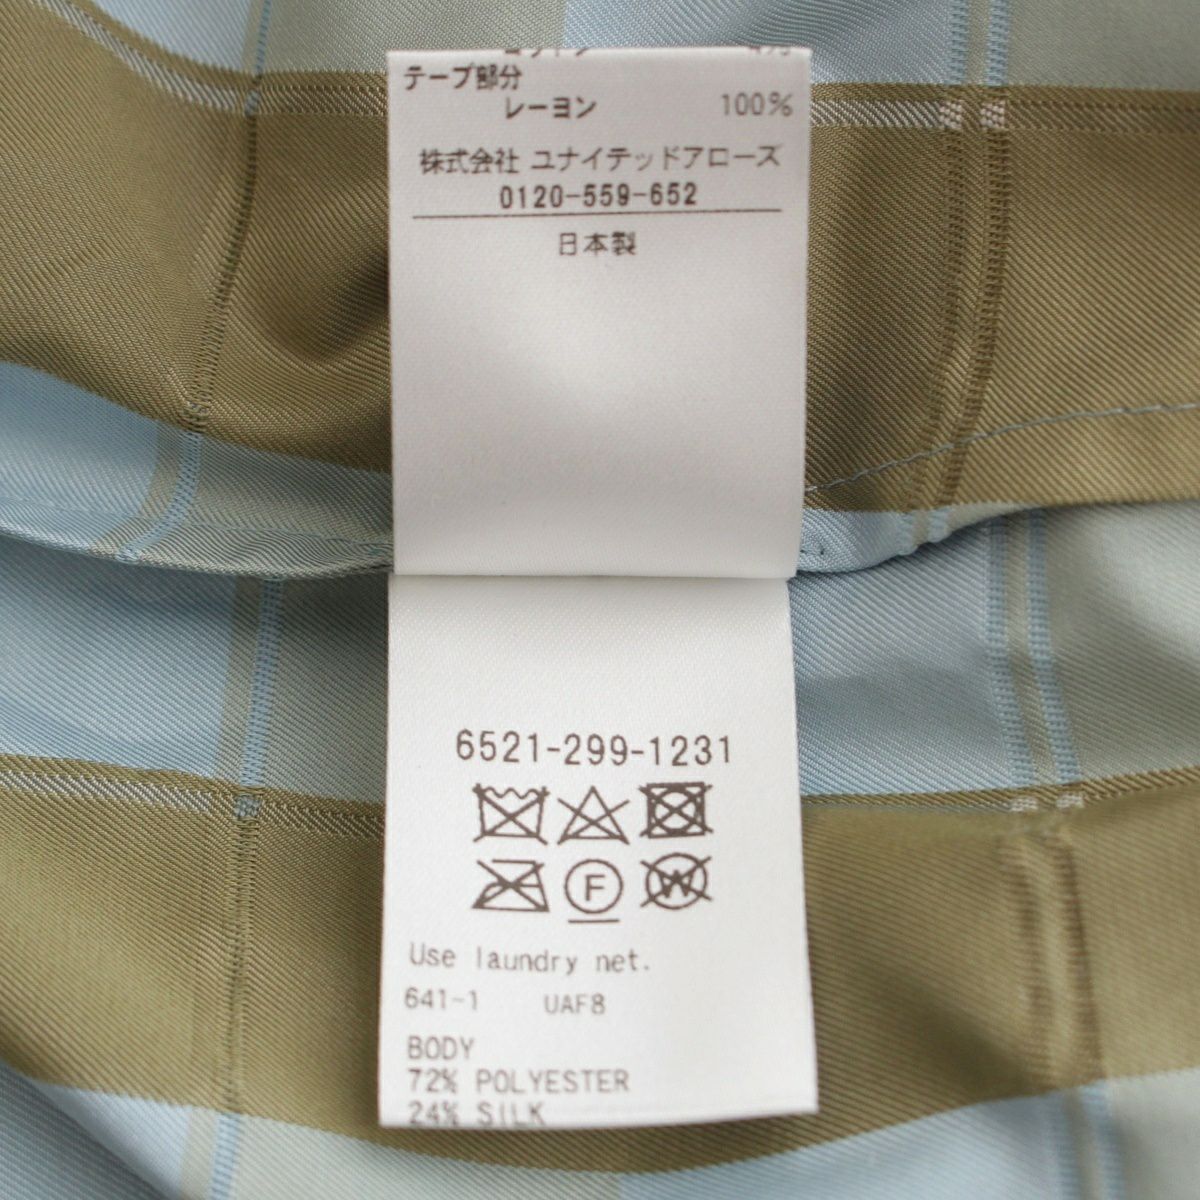 テープ部分
レーヨン 100%
株式会社 ユナイテッドアローズ
0120-559-652
日本製
6521-299-1231
F W
Use laundry net.
641-1 UAF8
BODY
72% POLYESTER
24% SILK